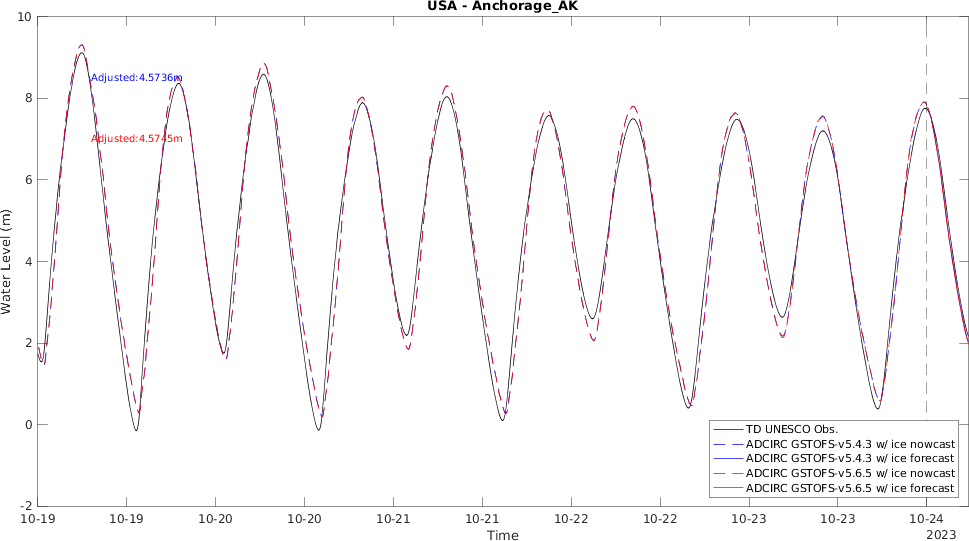 USA - Anchorage_AK
10
8
6
4
2
0
-2
Water Level (m)
Adjusted:4.5736m
Adjusted:4.5745m
TD UNESCO Obs.
ADCIRC GSTOFS-v5.4.3 w/ ice nowcast
ADCIRC GSTOFS-v5.4.3 w/ ice forecast
ADCIRC GSTOFS-v5.6.5 w/ ice nowcast
ADCIRC GSTOFS-v5.6.5 w/ ice forecast
10-19 10-19 10-20 10-20 10-21 10-21 10-22 10-22 10-23 10-23 10-24
2023
Time